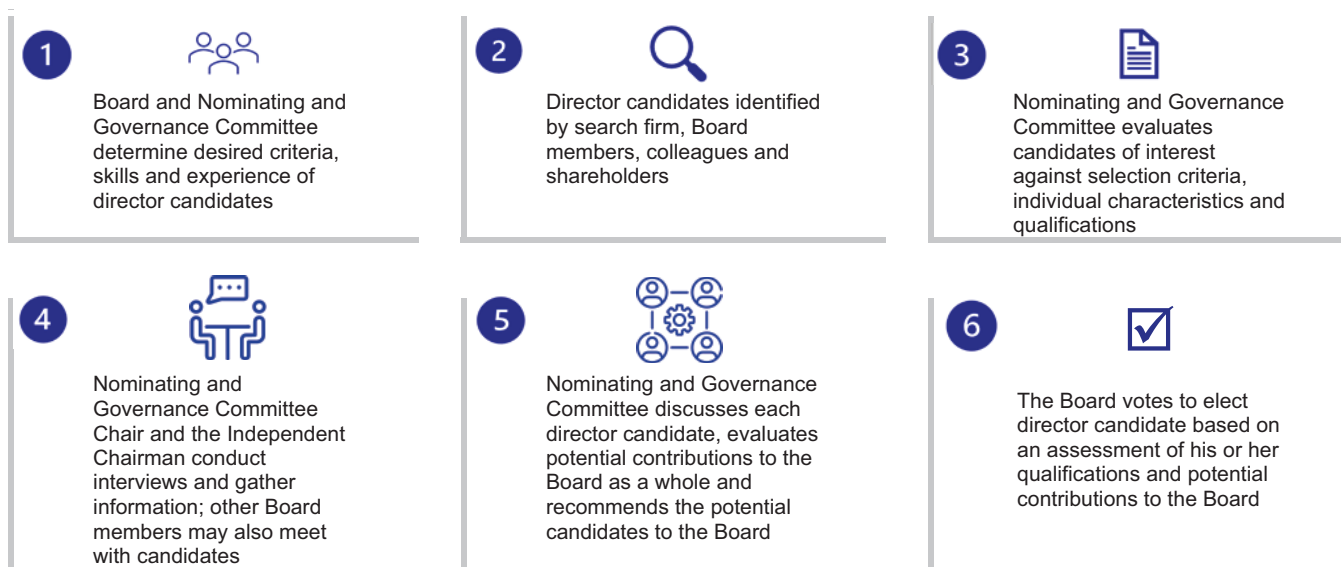 1
Board and Nominating and
Governance Committee
determine desired criteria,
skills and experience of
director candidates
2
Director candidates identified
by search firm, Board
members, colleagues and
shareholders
3
Nominating and Governance
Committee evaluates
candidates of interest
against selection criteria,
individual characteristics and
qualifications
4
Nominating and
Governance Committee
Chair and the Independent
Chairman conduct
interviews and gather
information; other Board
members may also meet
with candidates
5
Nominating and Governance
Committee discusses each
director candidate, evaluates
potential contributions to the
Board as a whole and
recommends the potential
candidates to the Board
6
The Board votes to elect
director candidate based on
an assessment of his or her
qualifications and potential
contributions to the Board